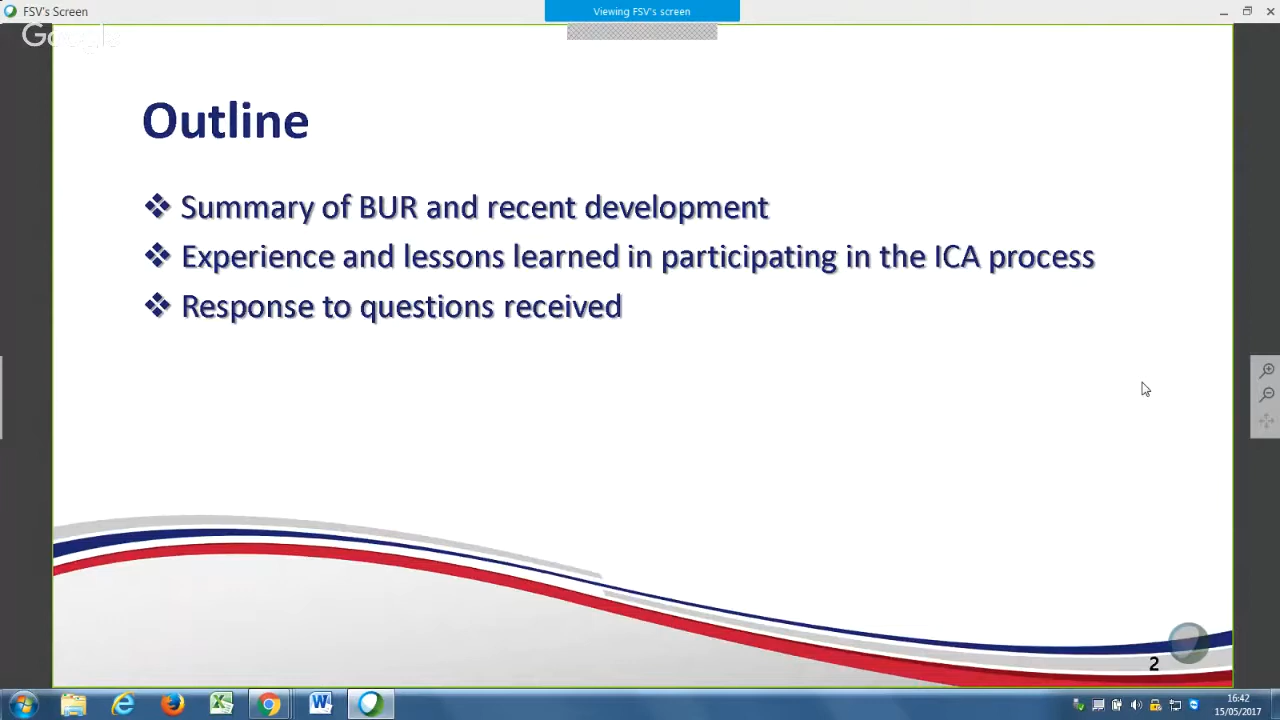 FSV's Screen
Viewing FSV's screen
Google
Outline
❖ Summary of BUR and recent development
❖ Experience and lessons learned in participating in the ICA process
❖ Response to questions received
2
16:42
15/05/2017